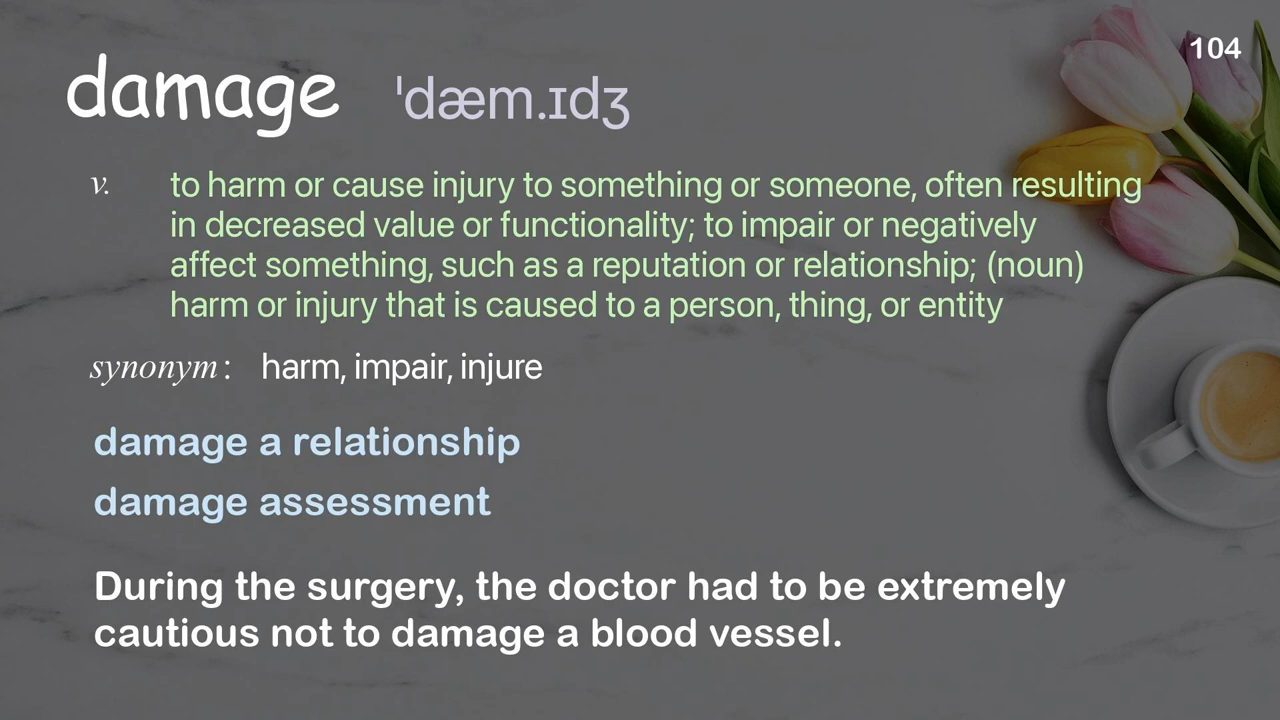 104
damage ˈdæm.ɪdʒ
v. to harm or cause injury to something or someone, often resulting
in decreased value or functionality; to impair or negatively
affect something, such as a reputation or relationship; (noun)
harm or injury that is caused to a person, thing, or entity
synonym: harm, impair, injure
damage a relationship
damage assessment
During the surgery, the doctor had to be extremely
cautious not to damage a blood vessel.